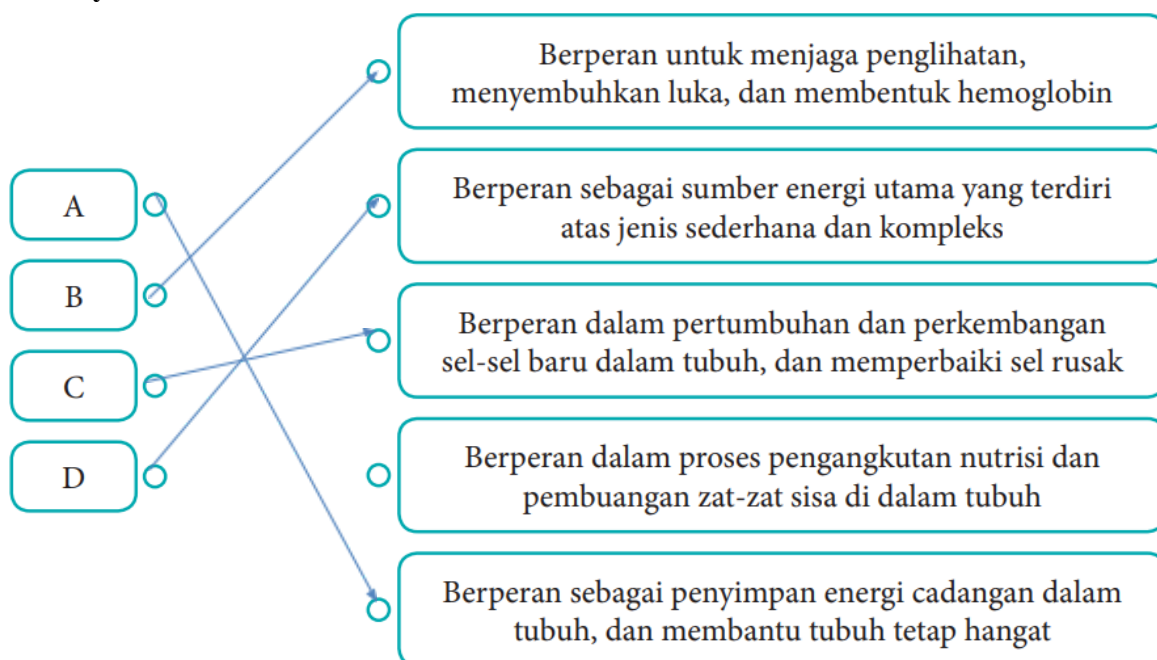 Berperan untuk menjaga penglihatan,
menyembuhkan luka, dan membentuk hemoglobin
A
Berperan sebagai sumber energi utama yang terdiri
atas jenis sederhana dan kompleks
B
Berperan dalam pertumbuhan dan perkembangan
sel-sel baru dalam tubuh, dan memperbaiki sel rusak
C
D
Berperan dalam proses pengangkutan nutrisi dan
pembuangan zat-zat sisa di dalam tubuh
Berperan sebagai penyimpan energi cadangan dalam
tubuh, dan membantu tubuh tetap hangat